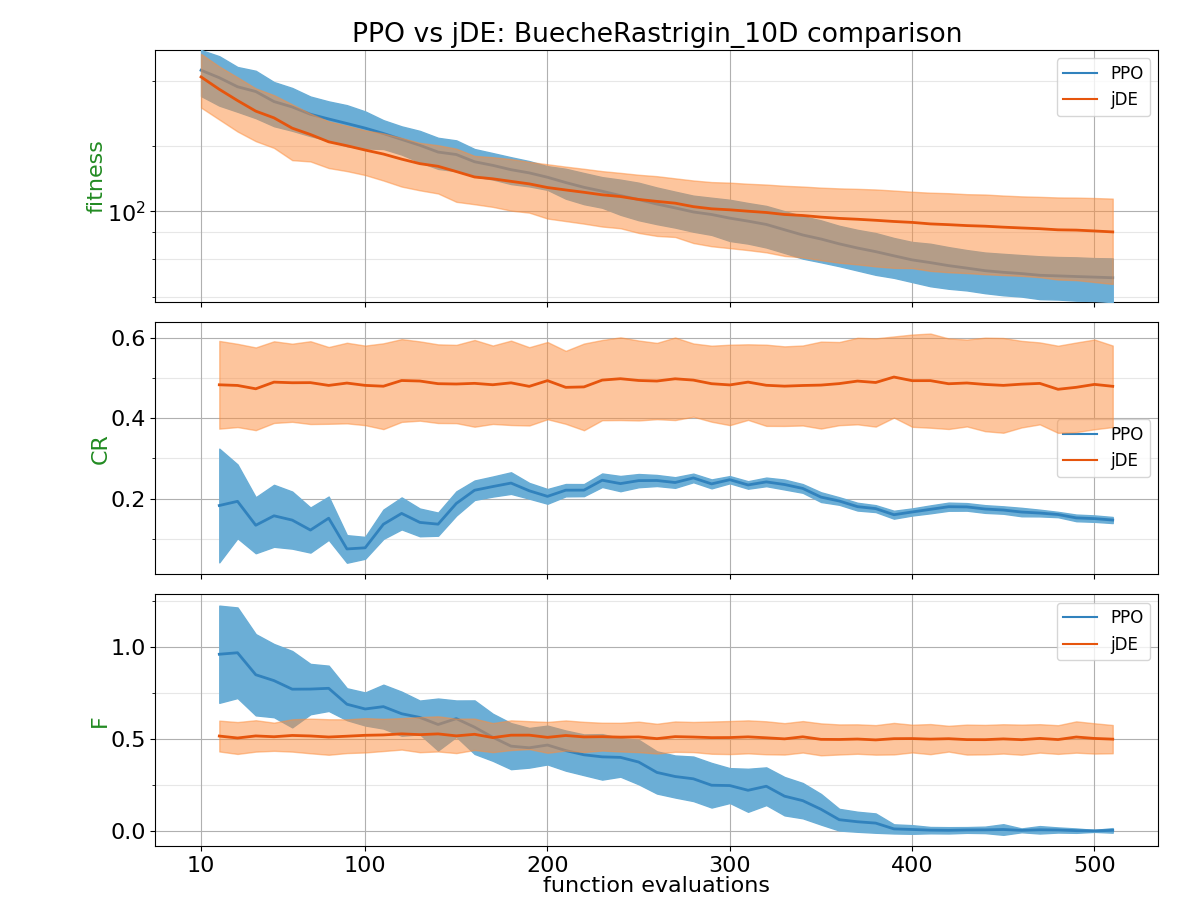 PPO vs jDE: BuecheRastrigin_10D comparison
fitness
10²
PPO
jDE
CR
0.6
0.4
0.2
PPO
jDE
F
1.0
0.5
0.0
PPO
jDE
10 100 200 300 400 500
function evaluations